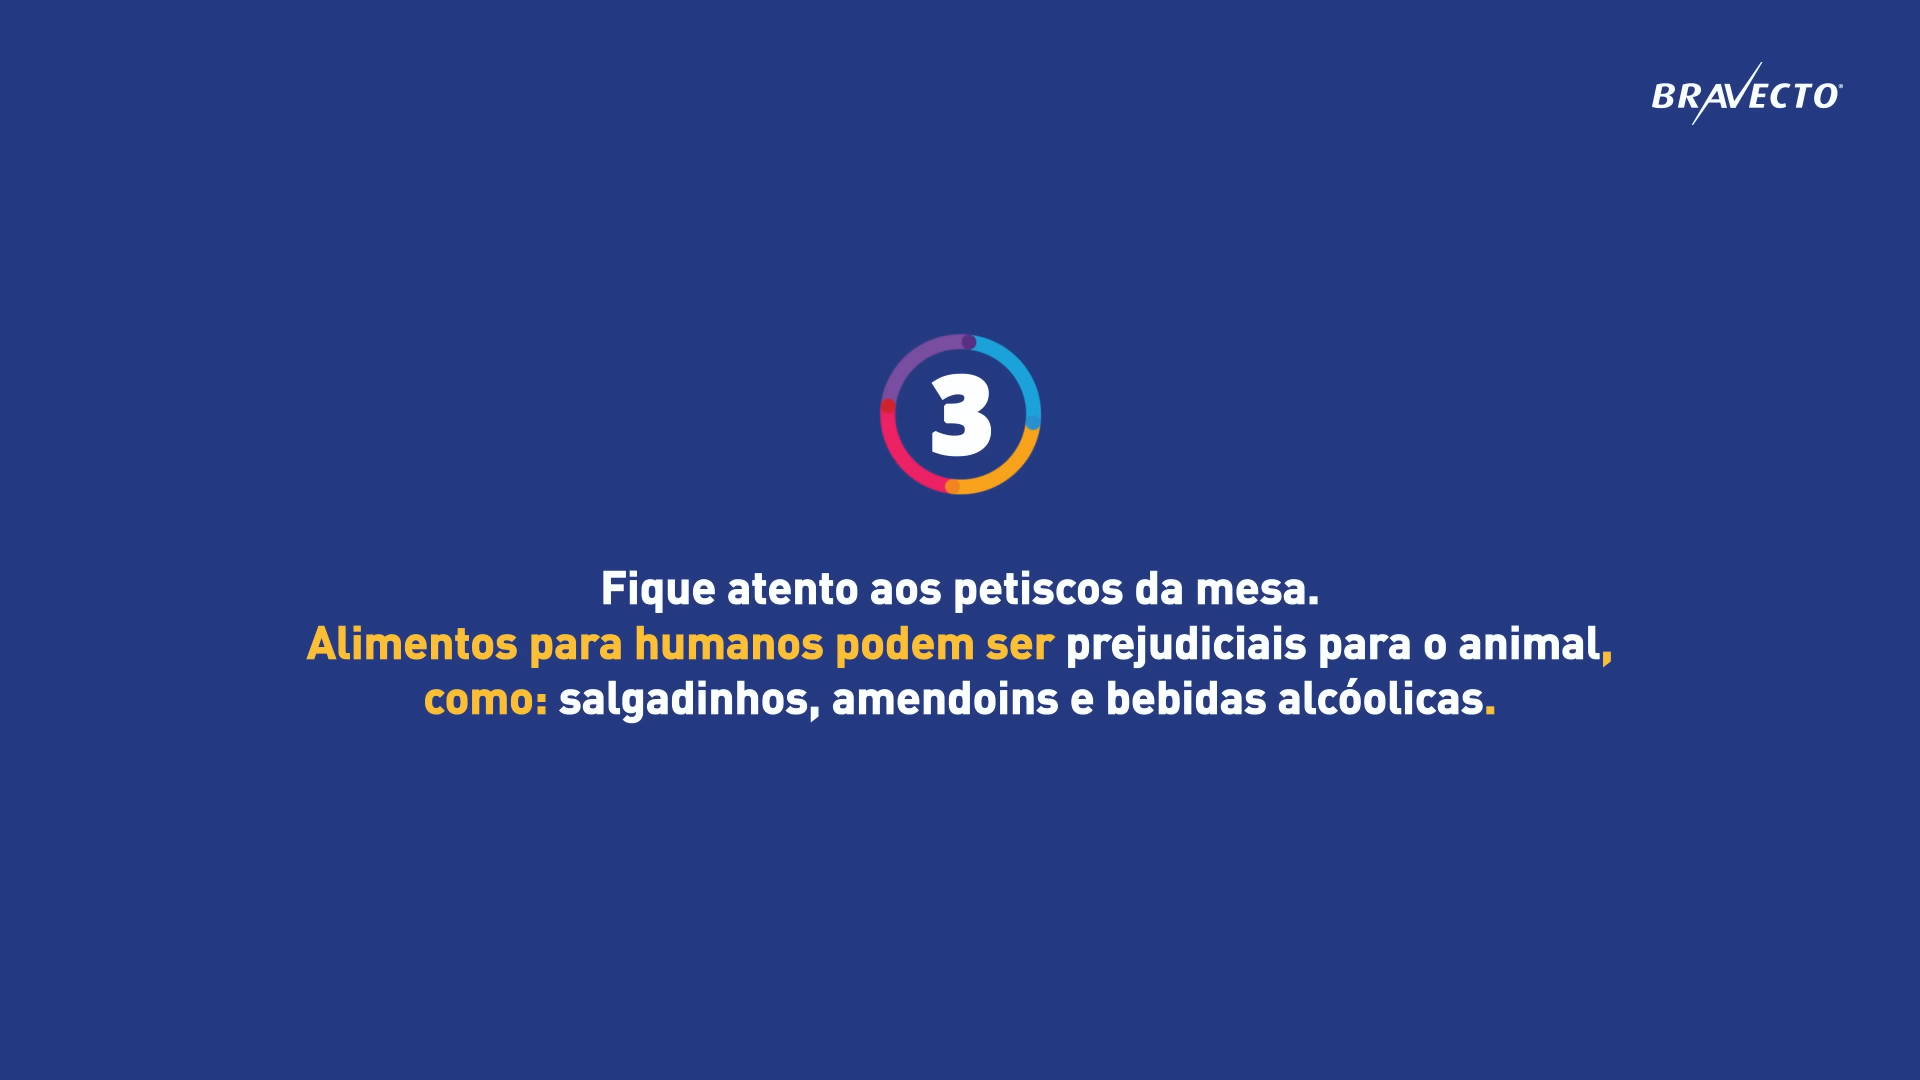 BRAVECTO®
3
Fique atento aos petiscos da mesa.
Alimentos para humanos podem ser prejudiciais para o animal,
como: salgadinhos, amendoins e bebidas alcóolicas.